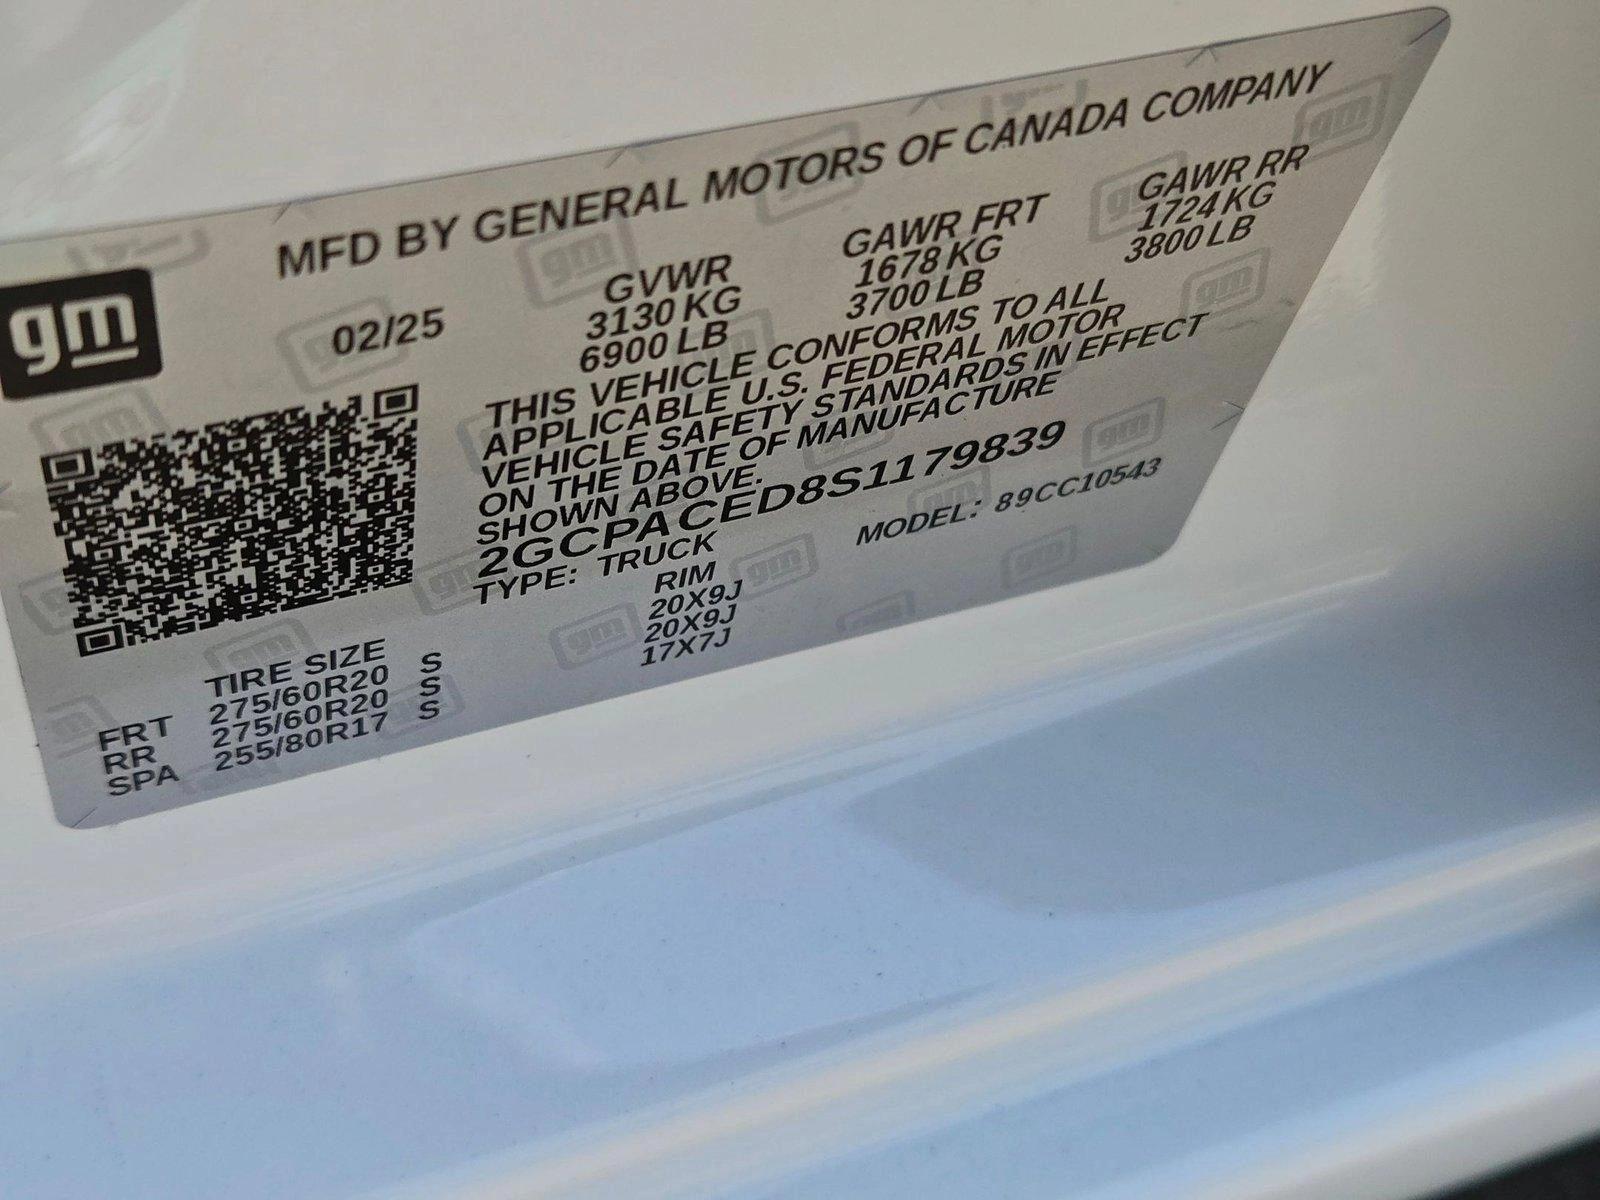 MFD BY GENERAL MOTORS OF CANADA COMPANY
gm
02/25
GVWR
3130 KG
6900 LB
GAWR FRT
1678 KG
3700 LB
GAWR RR
1724 KG
3800 LB
THIS VEHICLE CONFORMS TO ALL
APPLICABLE U.S. FEDERAL MOTOR
VEHICLE SAFETY STANDARDS IN EFFECT
ON THE DATE OF MANUFACTURE
SHOWN ABOVE.
2GCPACED8S1179839
TYPE: TRUCK MODEL: 89CC10543
TIRE SIZE RIM
FRT 275/60R20 S 20X9J
RR 275/60R20 S 20X9J
SPA 255/80R17 S 17X7J